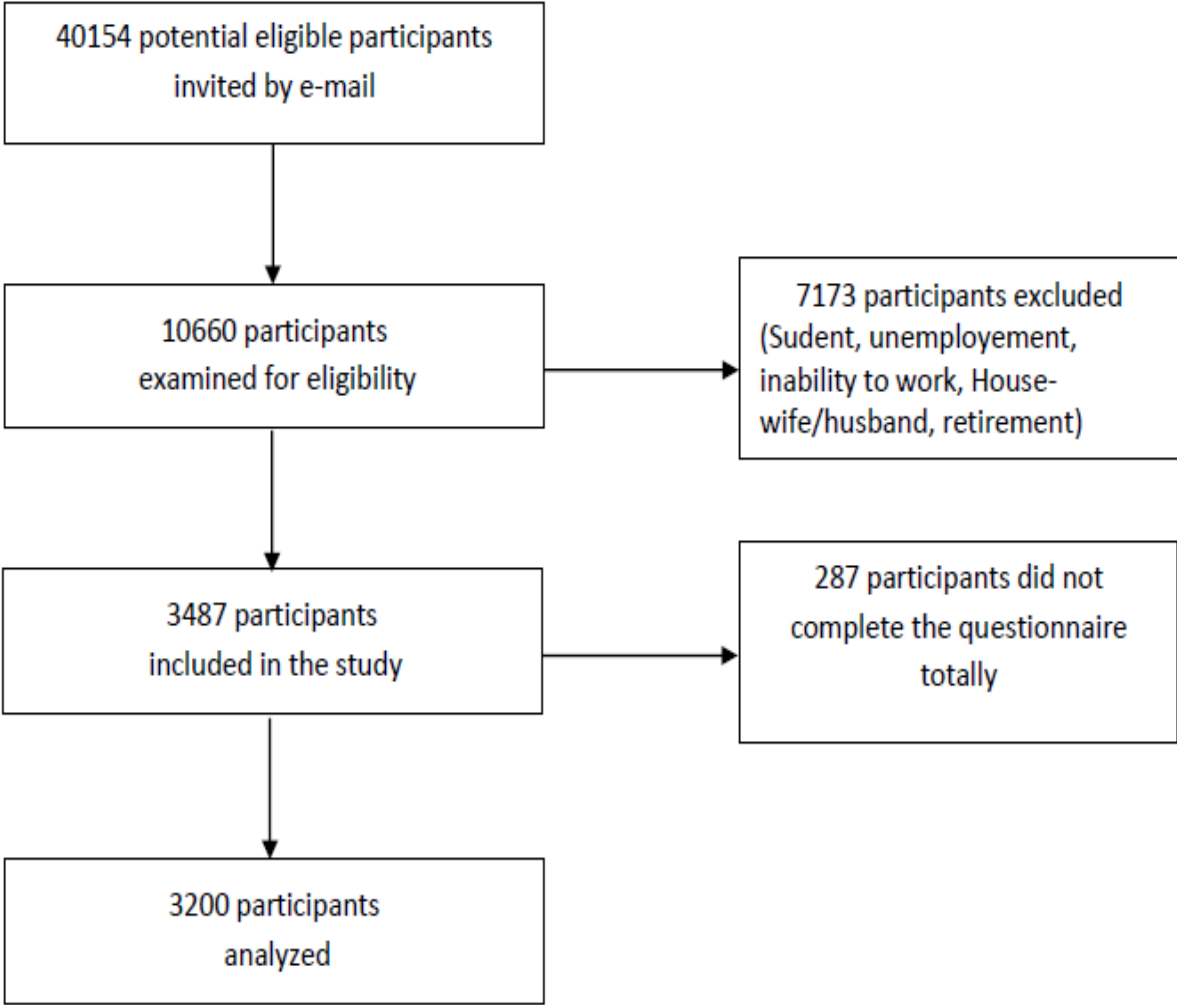 40154 potential eligible participants
invited by e-mail
10660 participants
examined for eligibility
7173 participants excluded
(Sudent, unemployement,
inability to work, House-
wife/husband, retirement)
3487 participants
included in the study
287 participants did not
complete the questionnaire
totally
3200 participants
analyzed